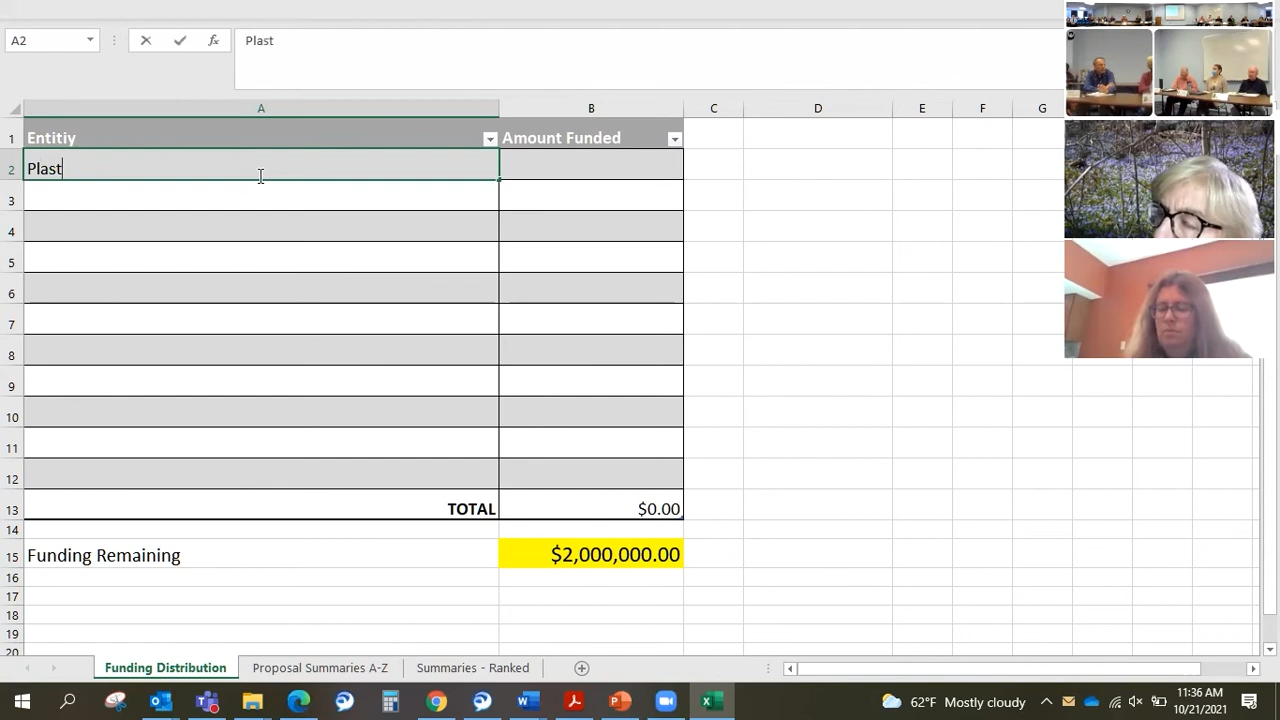 A2 fx Plast
A B C D E F G
1 Entitiy Amount Funded
2 Plast
3
4
5
6
7
8
9
10
11
12
13 TOTAL $0.00
14
15 Funding Remaining $2,000,000.00
16
17
18
19
20
Funding Distribution Proposal Summaries A-Z Summaries - Ranked
62°F Mostly cloudy 11:36 AM
10/21/2021